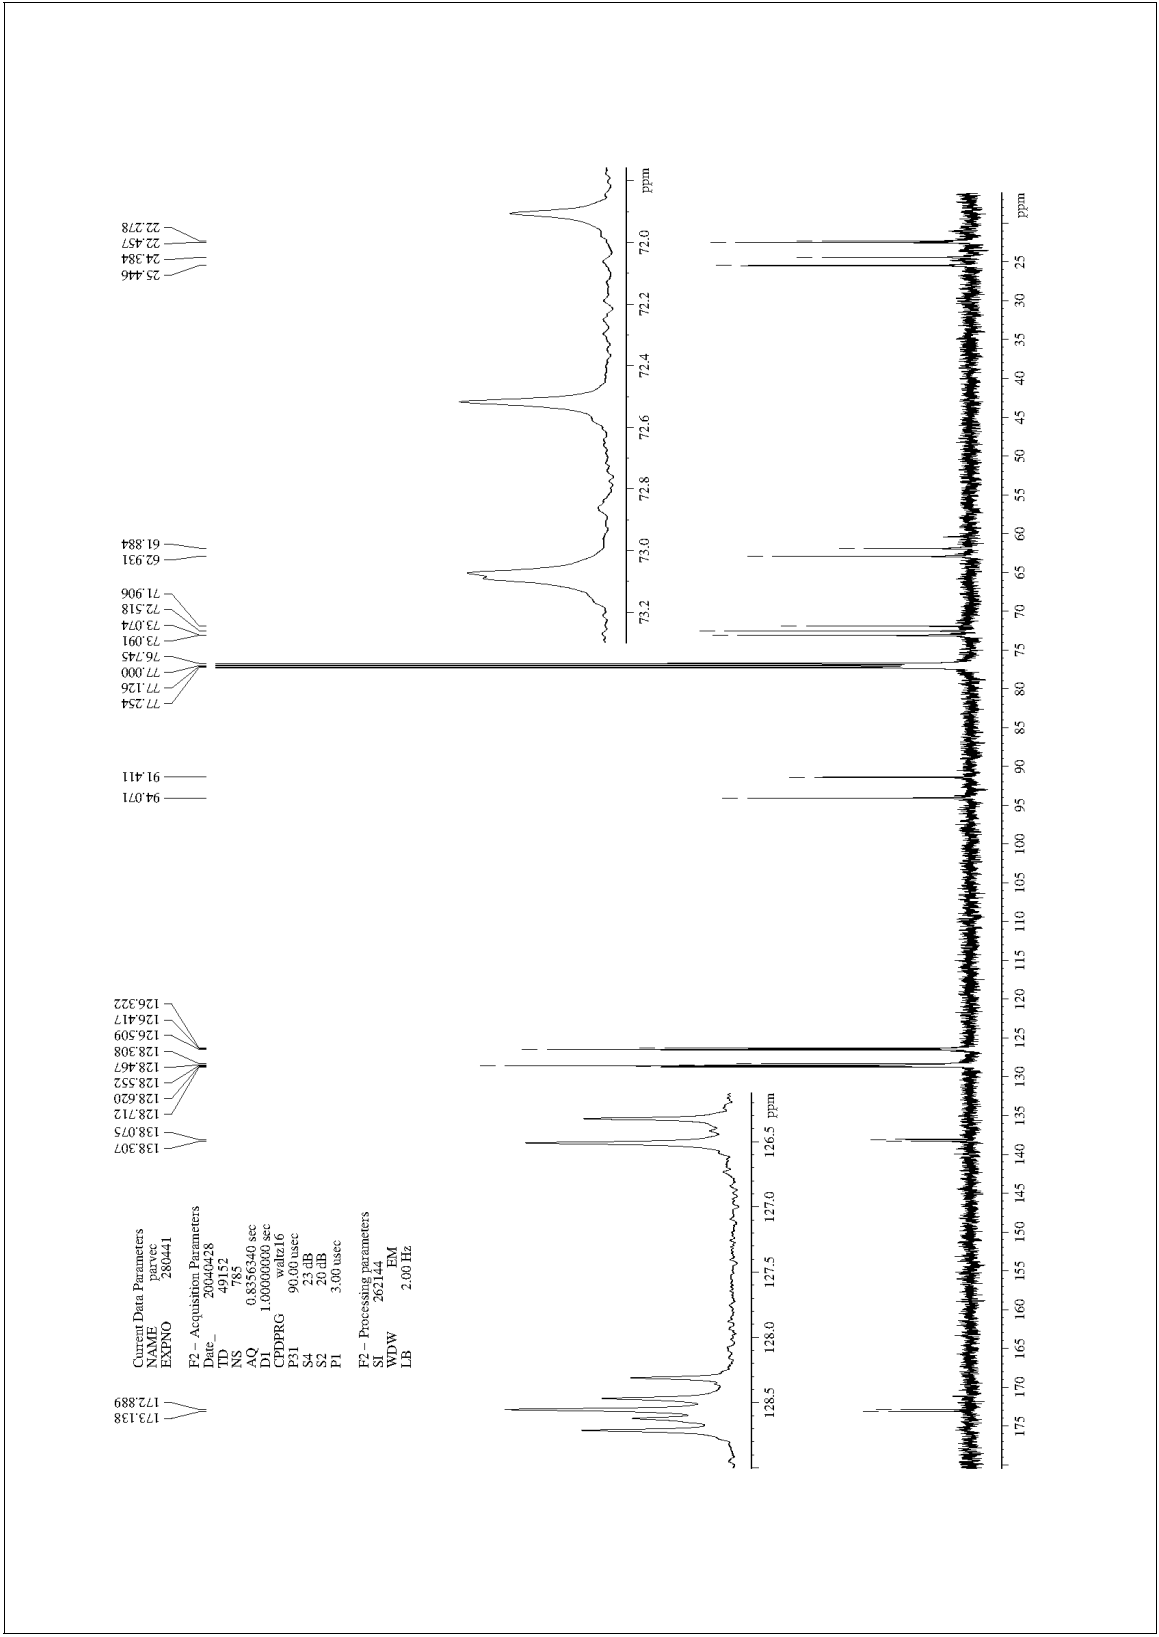 173.138
172.889
138.307
138.075
128.712
128.620
128.552
128.467
128.308
126.509
126.417
126.322
94.071
91.411
77.254
77.126
77.000
76.745
73.091
73.074
72.518
71.906
62.931
61.884
25.446
24.384
22.457
22.278
Current Data Parameters
NAME parvec
EXPNO 280441
F2 – Acquisition Parameters
Date_ 20040428
TD 49152
NS 785
AQ 0.8356340 sec
D1 1.00000000 sec
CPDPRG waltz16
P31 90.00 usec
S4 23 dB
S2 20 dB
P1 3.00 usec
F2 – Processing parameters
SI 262144
WDW EM
LB 2.00 Hz
73.2 73.0 72.8 72.6 72.4 72.2 72.0 ppm
128.5 128.0 127.5 127.0 126.5 ppm
175 170 165 160 155 150 145 140 135 130 125 120 115 110 105 100 95 90 85 80 75 70 65 60 55 50 45 40 35 30 25 ppm